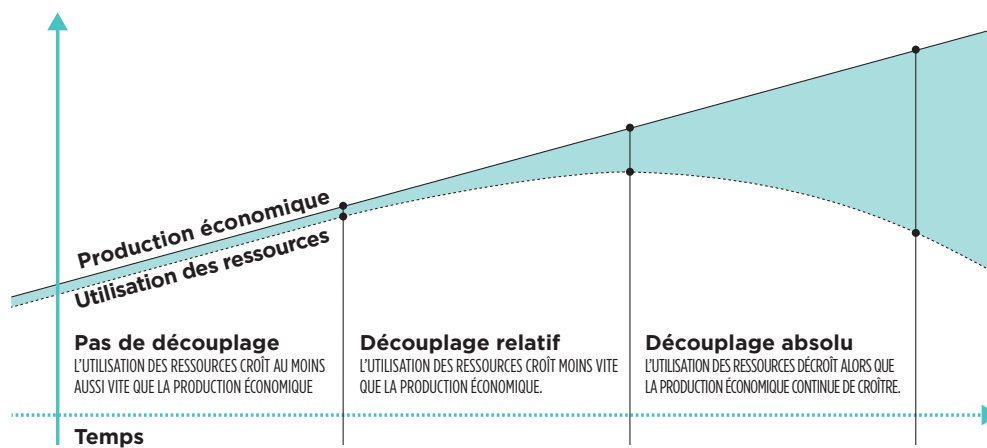 Production économique
Utilisation des ressources
Pas de découplage
L'UTILISATION DES RESSOURCES CROÎT AU MOINS
AUSSI VITE QUE LA PRODUCTION ÉCONOMIQUE
Découplage relatif
L'UTILISATION DES RESSOURCES CROÎT MOINS VITE
QUE LA PRODUCTION ÉCONOMIQUE.
Découplage absolu
L'UTILISATION DES RESSOURCES DÉCROÎT ALORS QUE
LA PRODUCTION ÉCONOMIQUE CONTINUE DE CROÎTRE.
Temps